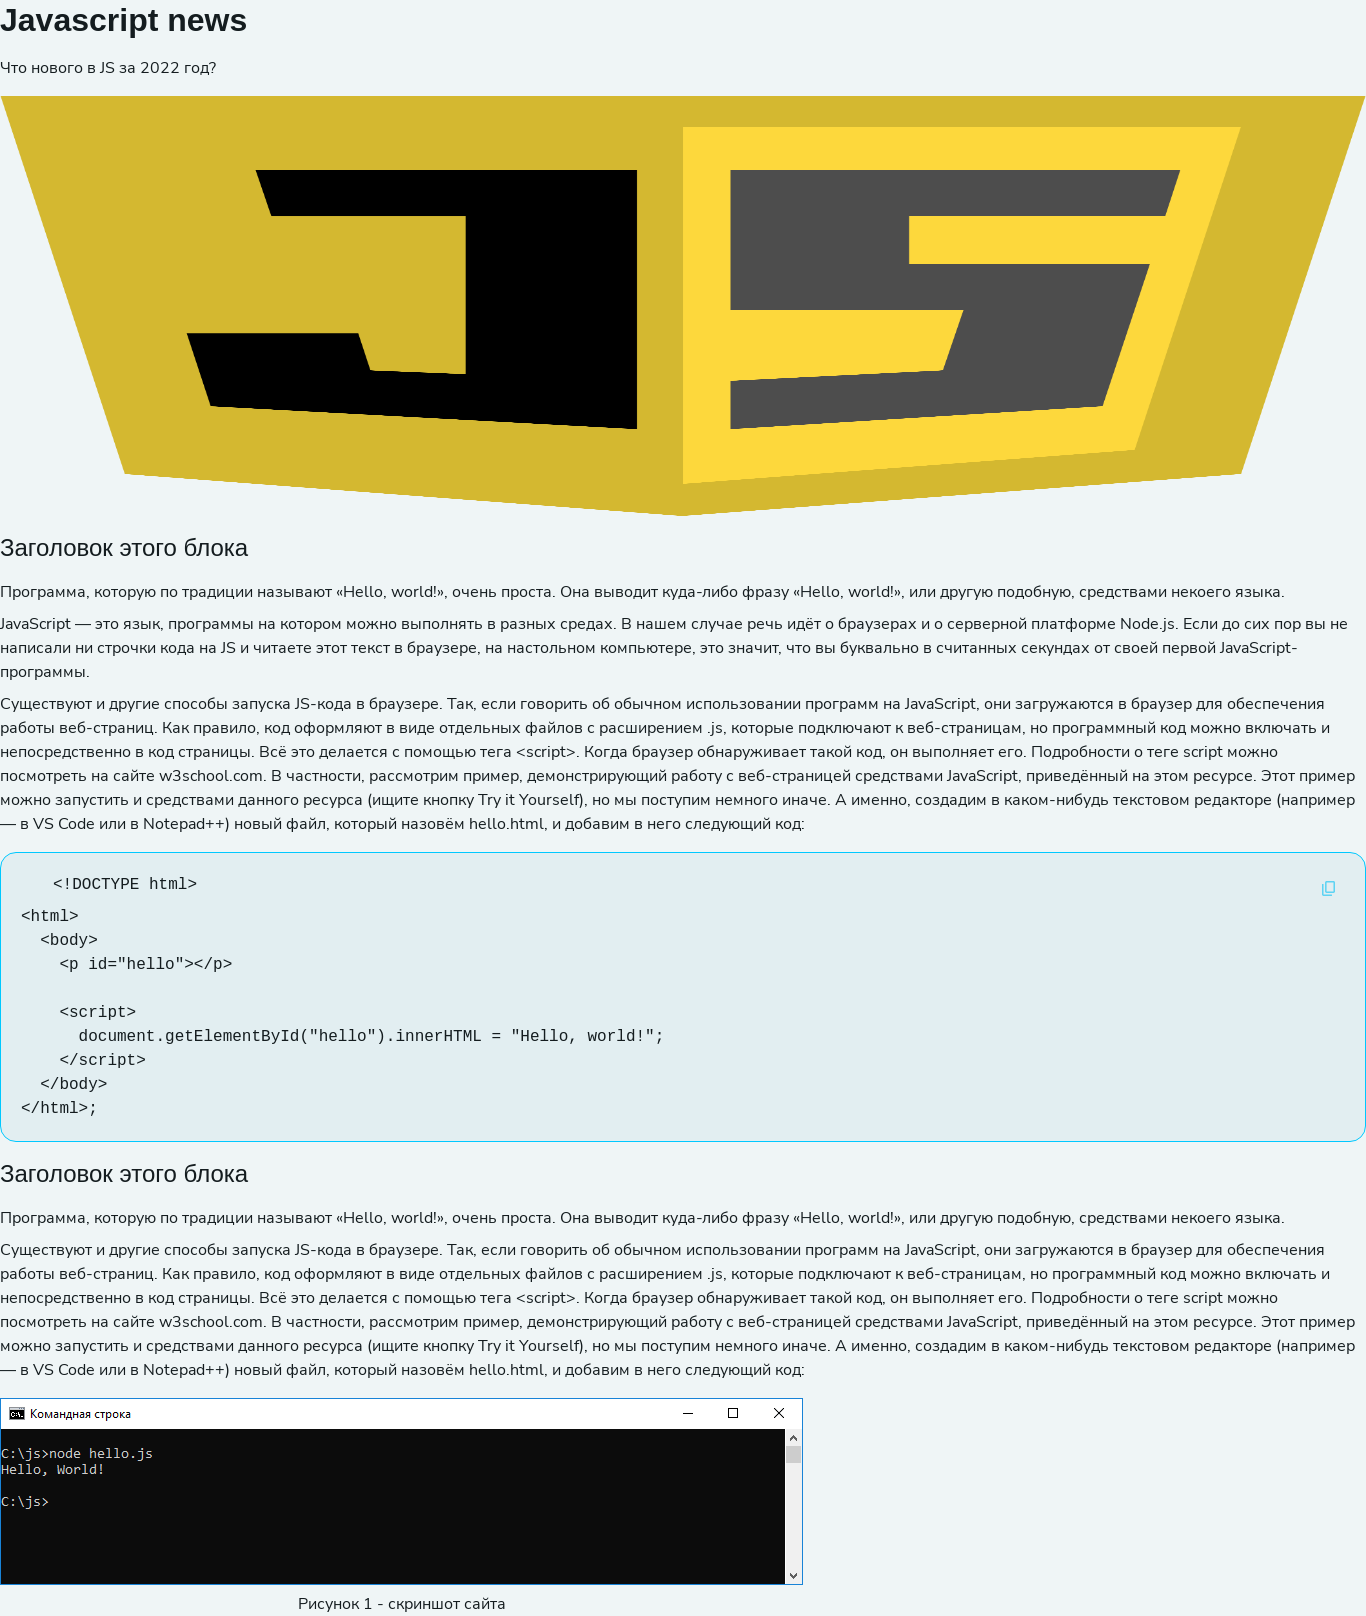 Javascript news
Что нового в JS за 2022 год?
JS
Заголовок этого блока
Программа, которую по традиции называют «Hello, world!», очень проста. Она выводит куда-либо фразу «Hello, world!», или другую подобную, средствами некоего языка.
JavaScript — это язык, программы на котором можно выполнять в разных средах. В нашем случае речь идёт о браузерах и о серверной платформе Node.js. Если до сих пор вы не
написали ни строчки кода на JS и читаете этот текст в браузере, на настольном компьютере, это значит, что вы буквально в считанных секундах от своей первой JavaScript-
программы.
Существуют и другие способы запуска JS-кода в браузере. Так, если говорить об обычном использовании программ на JavaScript, они загружаются в браузер для обеспечения
работы веб-страниц. Как правило, код оформляют в виде отдельных файлов с расширением .js, которые подключают к веб-страницам, но программный код можно включать и
непосредственно в код страницы. Всё это делается с помощью тега <script>. Когда браузер обнаруживает такой код, он выполняет его. Подробности о теге script можно
посмотреть на сайте w3school.com. В частности, рассмотрим пример, демонстрирующий работу с веб-страницей средствами JavaScript, приведённый на этом ресурсе. Этот пример
можно запустить и средствами данного ресурса (ищите кнопку Try it Yourself), но мы поступим немного иначе. А именно, создадим в каком-нибудь текстовом редакторе (например
— в VS Code или в Notepad++) новый файл, который назовём hello.html, и добавим в него следующий код:
<!DOCTYPE html>
<html>
<body>
<p id="hello"></p>
<script>
document.getElementById("hello").innerHTML = "Hello, world!";
</script>
</body>
</html>;
Заголовок этого блока
Программа, которую по традиции называют «Hello, world!», очень проста. Она выводит куда-либо фразу «Hello, world!», или другую подобную, средствами некоего языка.
Существуют и другие способы запуска JS-кода в браузере. Так, если говорить об обычном использовании программ на JavaScript, они загружаются в браузер для обеспечения
работы веб-страниц. Как правило, код оформляют в виде отдельных файлов с расширением .js, которые подключают к веб-страницам, но программный код можно включать и
непосредственно в код страницы. Всё это делается с помощью тега <script>. Когда браузер обнаруживает такой код, он выполняет его. Подробности о теге script можно
посмотреть на сайте w3school.com. В частности, рассмотрим пример, демонстрирующий работу с веб-страницей средствами JavaScript, приведённый на этом ресурсе. Этот пример
можно запустить и средствами данного ресурса (ищите кнопку Try it Yourself), но мы поступим немного иначе. А именно, создадим в каком-нибудь текстовом редакторе (например
— в VS Code или в Notepad++) новый файл, который назовём hello.html, и добавим в него следующий код:
Командная строка
C:\js>node hello.js
Hello, World!
C:\js>
Рисунок 1 - скриншот сайта